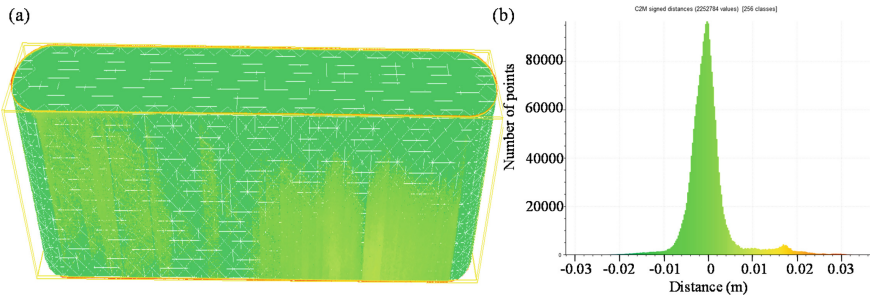 (a)
(b)
C2M signed distances (2252784 values) [256 classes]
Number of points
80000
60000
40000
20000
0
-0.03 -0.02 -0.01 0 0.01 0.02 0.03
Distance (m)